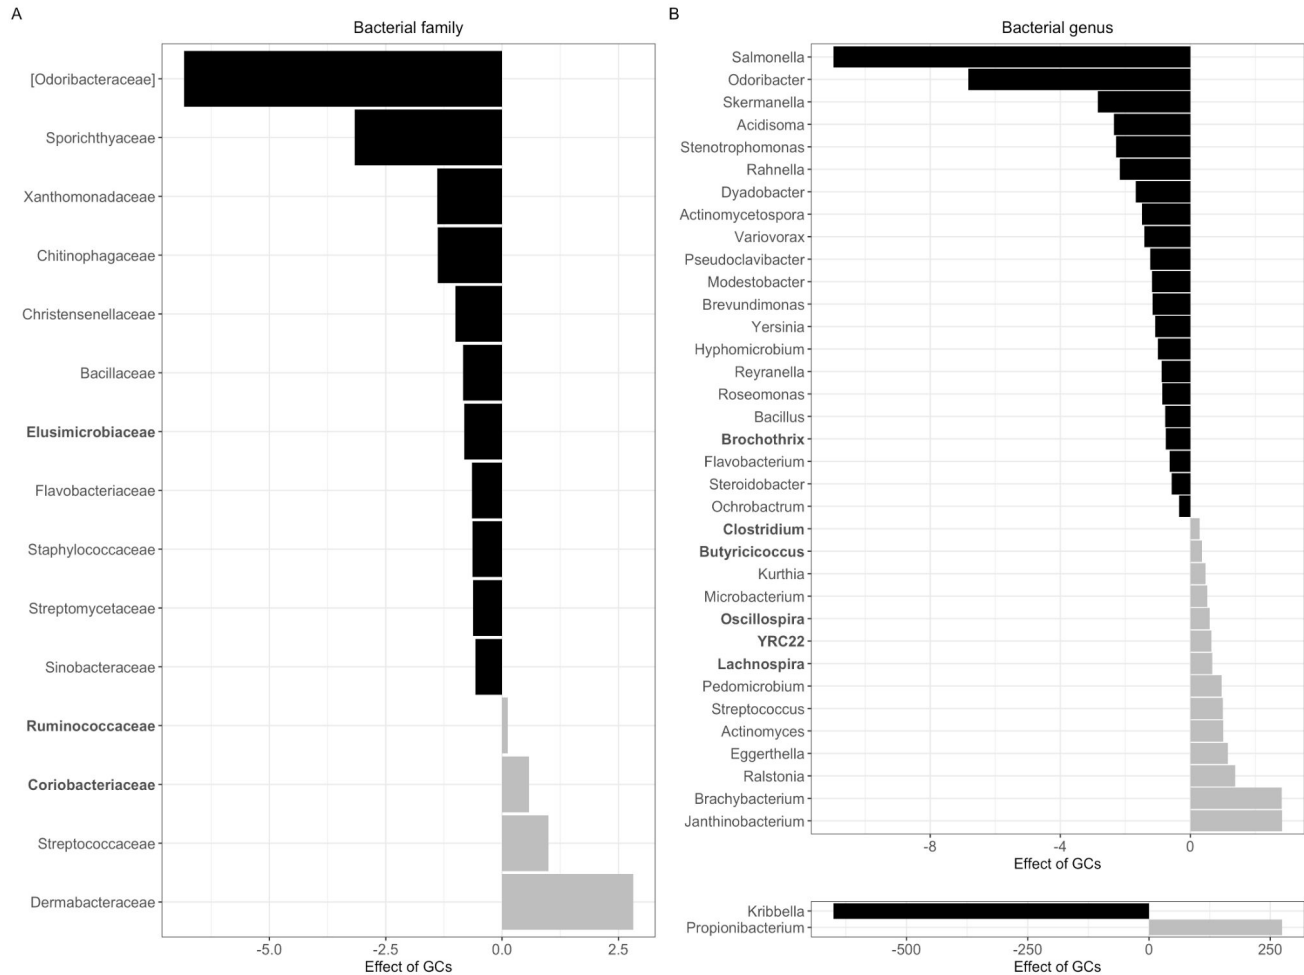 A
Bacterial family
[Odoribacteraceae]
Sporichthyaceae
Xanthomonadaceae
Chitinophagaceae
Christensenellaceae
Bacillaceae
Elusimicrobiaceae
Flavobacteriaceae
Staphylococcaceae
Streptomycetaceae
Sinobacteraceae
Ruminococcaceae
Coriobacteriaceae
Streptococcaceae
Dermabacteraceae
-5.0 -2.5 0.0 2.5
Effect of GCs
B
Bacterial genus
Salmonella
Odoribacter
Skermanella
Acidisoma
Stenotrophomonas
Rahnella
Dyadobacter
Actinomycetospora
Variovorax
Pseudoclavibacter
Modestobacter
Brevundimonas
Yersinia
Hyphomicrobium
Reyranella
Roseomonas
Bacillus
Brochothrix
Flavobacterium
Steroidobacter
Ochrobactrum
Clostridium
Butyricicoccus
Kurthia
Microbacterium
Oscillospira
YRC22
Lachnospira
Pedomicrobium
Streptococcus
Actinomyces
Eggerthella
Ralstonia
Brachybacterium
Janthinobacterium
-8 -4 0
Effect of GCs
Kribbella
Propionibacterium
-500 -250 0 250
Effect of GCs